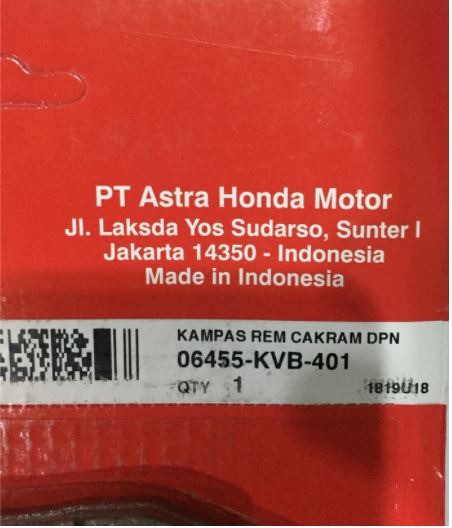 PT Astra Honda Motor
Jl. Laksda Yos Sudarso, Sunter I
Jakarta 14350 - Indonesia
Made in Indonesia
KAMPAS REM CAKRAM DPN
06455-KVB-401
QTY 1
1819U18